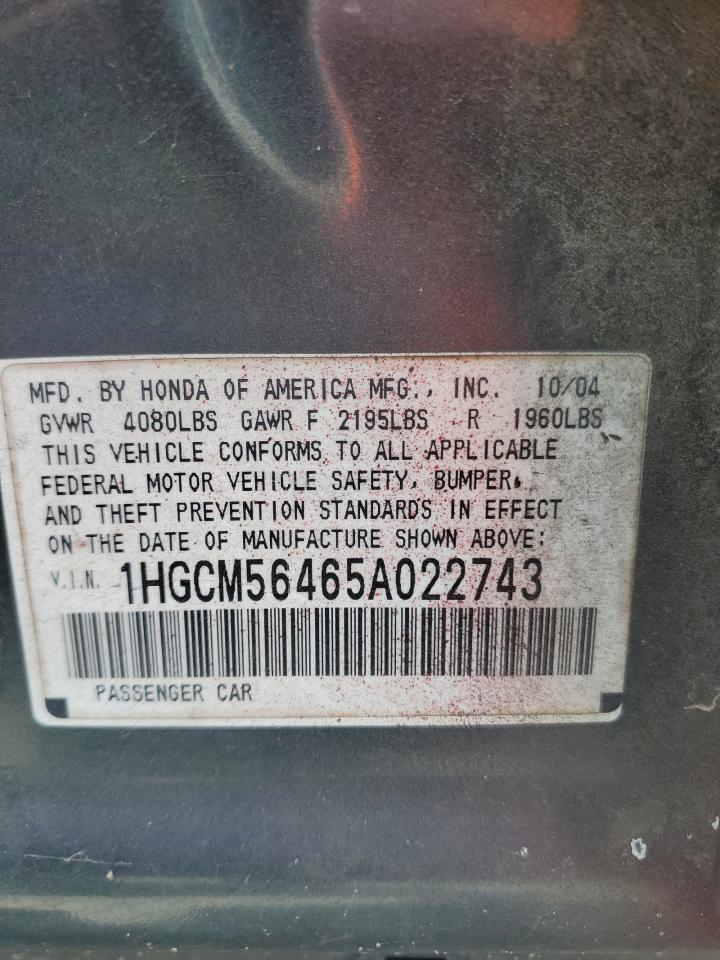 MFD. BY HONDA OF AMERICA MFG., INC. 10/04
GVWR 4080LBS GAWR F 2195LBS R 1960LBS
THIS VEHICLE CONFORMS TO ALL APPLICABLE
FEDERAL MOTOR VEHICLE SAFETY, BUMPER,
AND THEFT PREVENTION STANDARDS IN EFFECT
ON THE DATE OF MANUFACTURE SHOWN ABOVE:
V.I.N. 1HGCM56465A022743
PASSENGER CAR